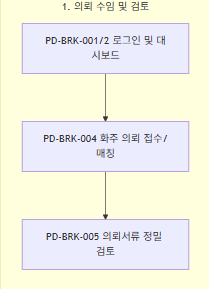 1. 의뢰 수임 및 검토
PD-BRK-001/2 로그인 및 대
시보드
PD-BRK-004 화주 의뢰 접수/
매칭
PD-BRK-005 의뢰서류 정밀
검토